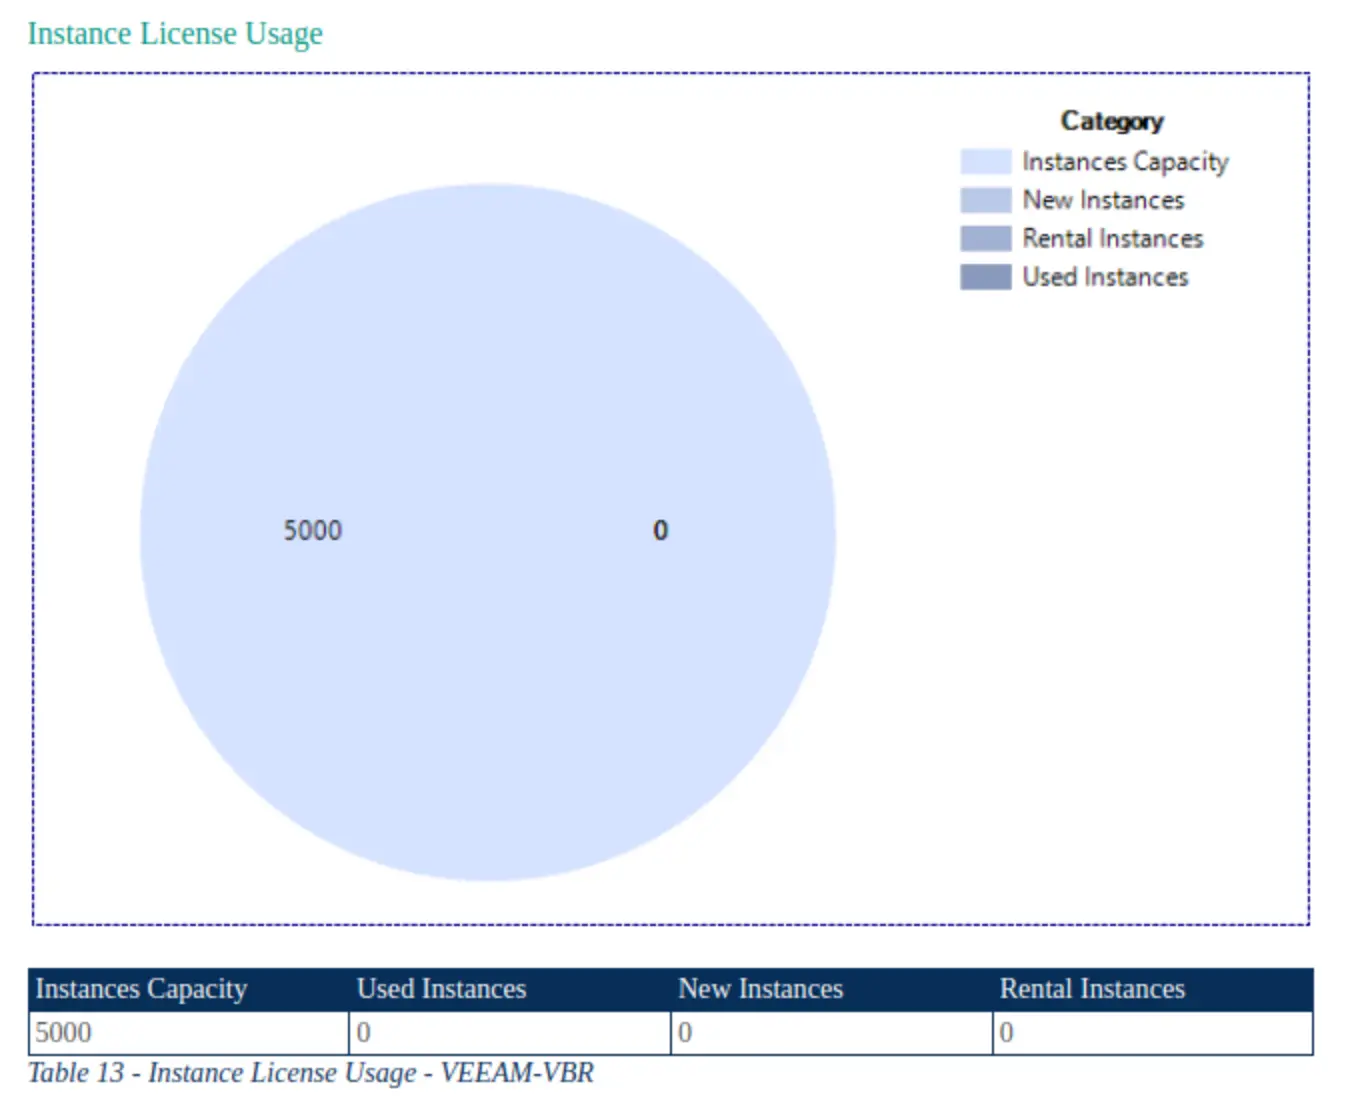 Instance License Usage
Category
Instances Capacity
New Instances
Rental Instances
Used Instances
5000 0
Instances Capacity Used Instances New Instances Rental Instances
5000 0 0 0
Table 13 - Instance License Usage - VEEAM-VBR